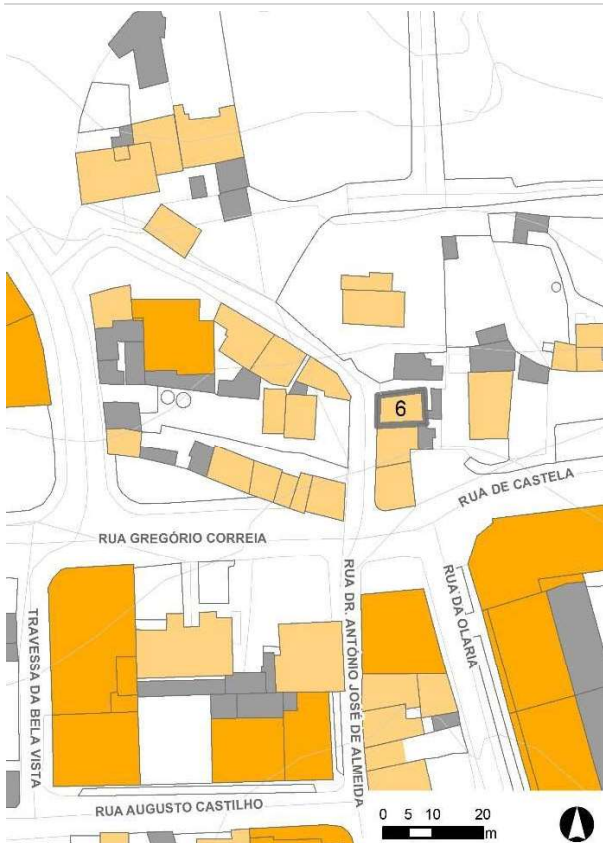 6
RUA DE CASTELA
RUA GREGÓRIO CORREIA
RUA DR. ANTÓNIO JOSÉ DE ALMEIDA
RUA DA OLARIA
TRAVESSA DA BELA VISTA
RUA AUGUSTO CASTILHO
0 5 10 20
m